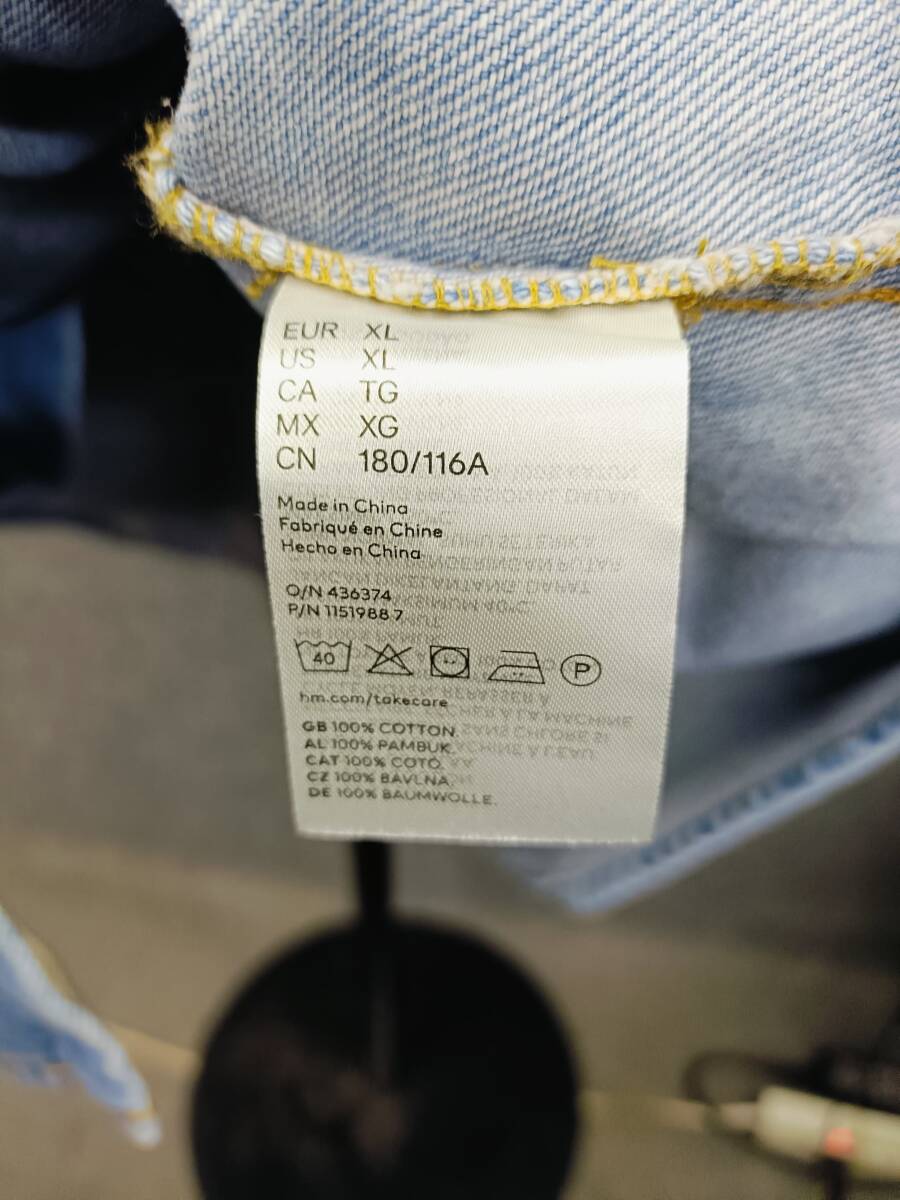 EUR XL
US XL
CA TG
MX XG
CN 180/116A
Made in China
Fabriqué en Chine
Hecho en China
O/N 436374
P/N 1151988 7
40
P
hm.com/takecare
GB 100% COTTON.
AL 100% PAMBUK.
CAT 100% COTÓ.
CZ 100% BAVLNA.
DE 100% BAUMWOLLE.